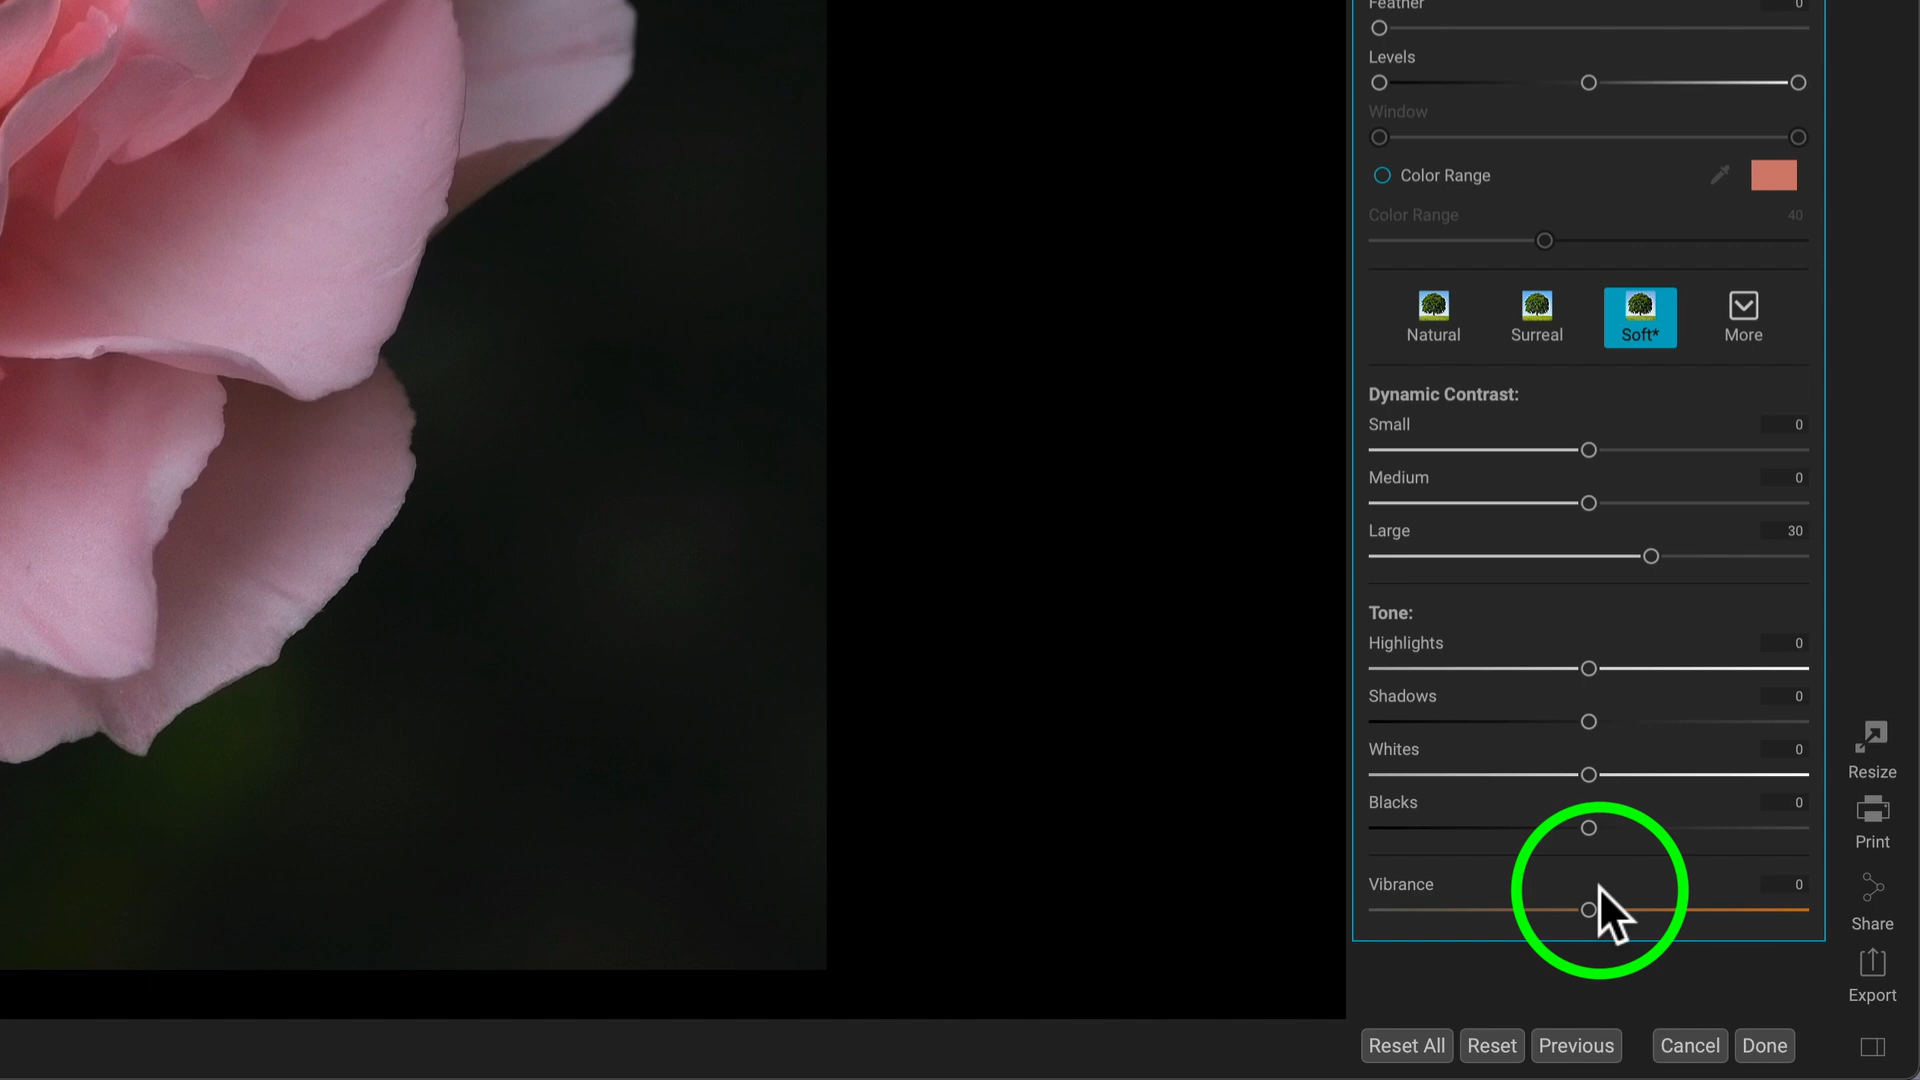 Feather 0
Levels
Window
Color Range
Color Range 40
Natural Surreal Soft* More
Dynamic Contrast:
Small 0
Medium 0
Large 30
Tone:
Highlights 0
Shadows 0
Whites 0
Blacks 0
Vibrance 0
Resize
Print
Share
Export
Reset All Reset Previous Cancel Done